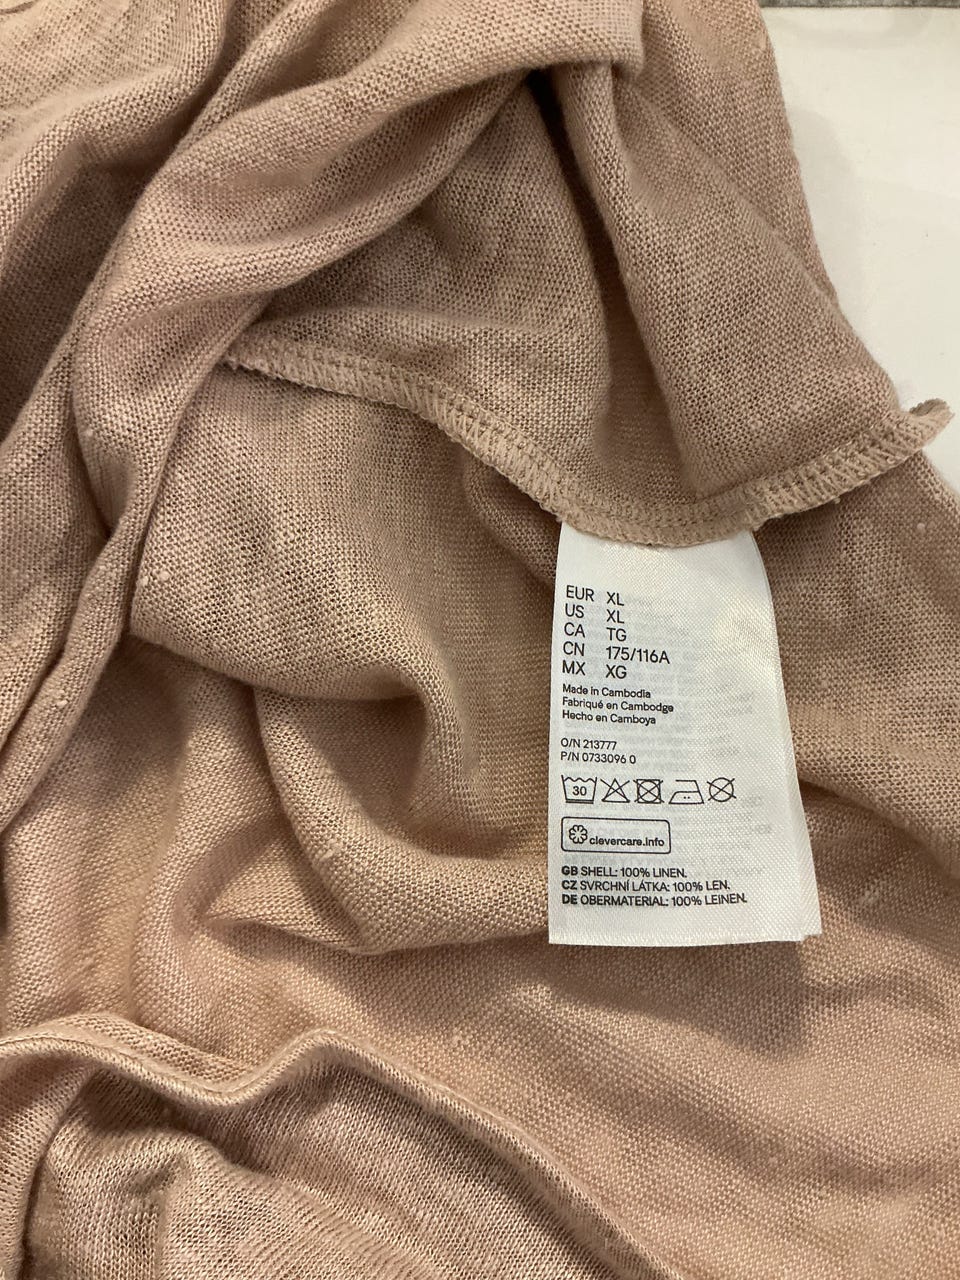 EUR XL
US XL
CA TG
CN 175/116A
MX XG
Made in Cambodia
Fabriqué en Cambodge
Hecho en Camboya
O/N 213777
P/N 0733096 0
30
clevercare.info
GB SHELL: 100% LINEN.
CZ SVRCHNÍ LÁTKA: 100% LEN.
DE OBERMATERIAL: 100% LEINEN.